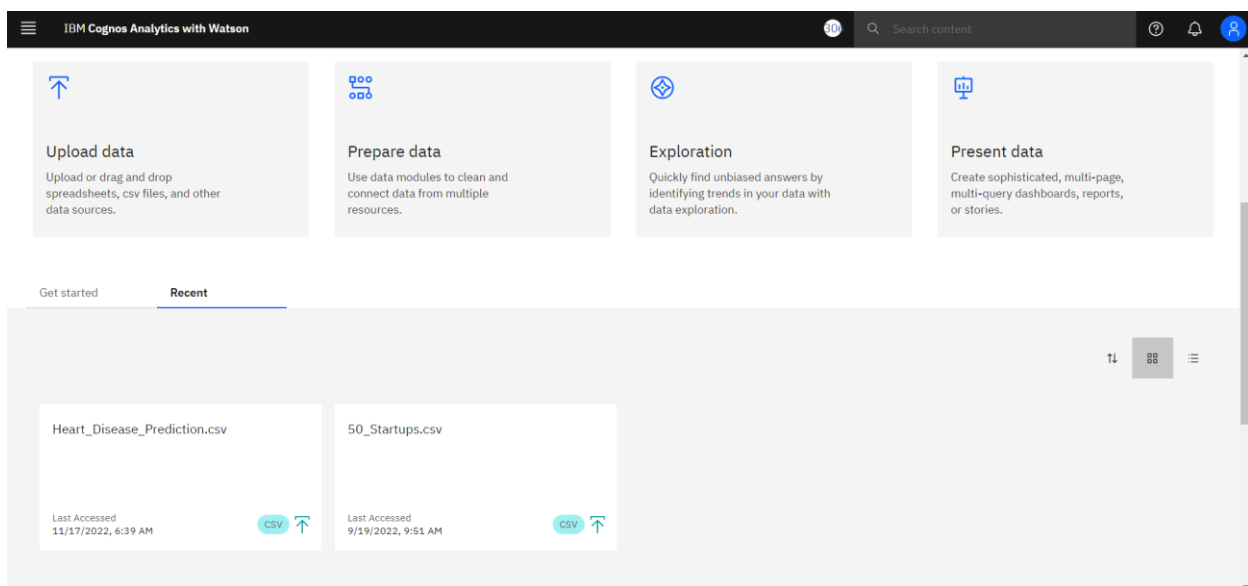 IBM Cognos Analytics with Watson
30
Search content
Upload data
Upload or drag and drop
spreadsheets, csv files, and other
data sources.
Prepare data
Use data modules to clean and
connect data from multiple
resources.
Exploration
Quickly find unbiased answers by
identifying trends in your data with
data exploration.
Present data
Create sophisticated, multi-page,
multi-query dashboards, reports,
or stories.
Get started
Recent
Heart_Disease_Prediction.csv
Last Accessed
11/17/2022, 6:39 AM
CSV
50_Startups.csv
Last Accessed
9/19/2022, 9:51 AM
CSV